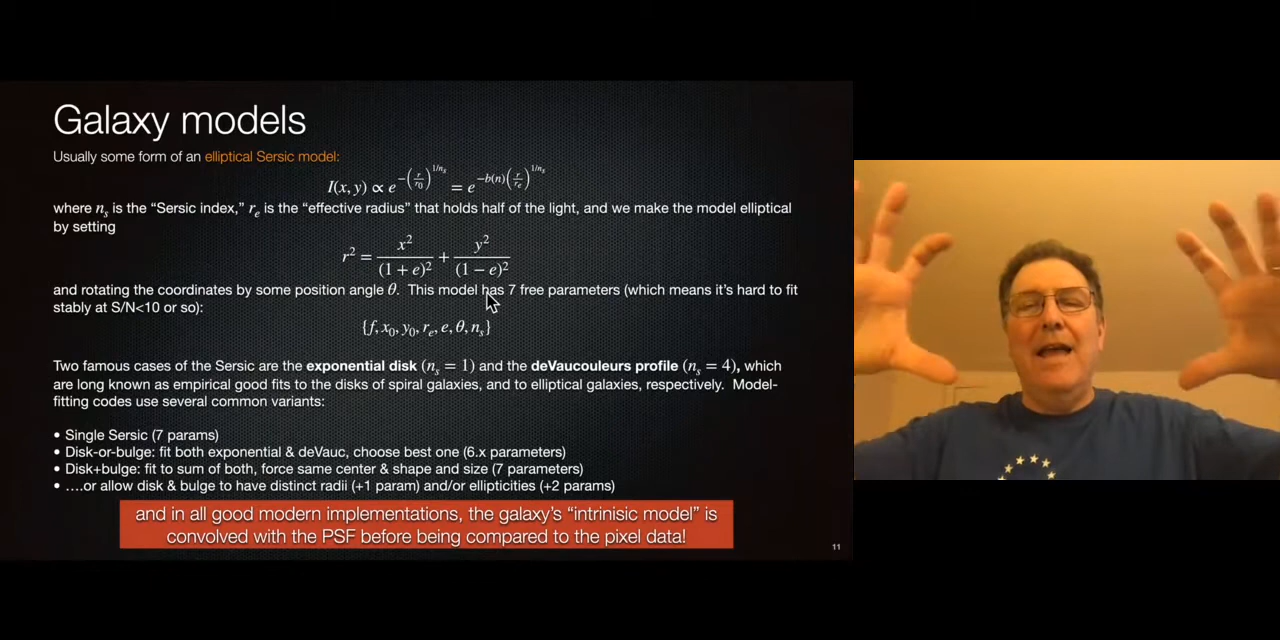 Galaxy models
Usually some form of an elliptical Sersic model:
I(x, y) ∝ e^{-(r/r_0)^{1/n_s}} = e^{-b(n)(r/r_e)^{1/n_s}}
where n_s is the “Sersic index,” r_e is the “effective radius” that holds half of the light, and we make the model elliptical
by setting
r² = x²/(1 + e)² + y²/(1 − e)²
and rotating the coordinates by some position angle θ. This model has 7 free parameters (which means it’s hard to fit
stably at S/N<10 or so):
{f, x_0, y_0, r_e, e, θ, n_s}
Two famous cases of the Sersic are the exponential disk (n_s = 1) and the deVaucouleurs profile (n_s = 4), which
are long known as empirical good fits to the disks of spiral galaxies, and to elliptical galaxies, respectively. Model-
fitting codes use several common variants:
• Single Sersic (7 params)
• Disk-or-bulge: fit both exponential & deVauc, choose best one (6.x parameters)
• Disk+bulge: fit to sum of both, force same center & shape and size (7 parameters)
• ….or allow disk & bulge to have distinct radii (+1 param) and/or ellipticities (+2 params)
and in all good modern implementations, the galaxy’s “intrinisic model” is
convolved with the PSF before being compared to the pixel data!
11